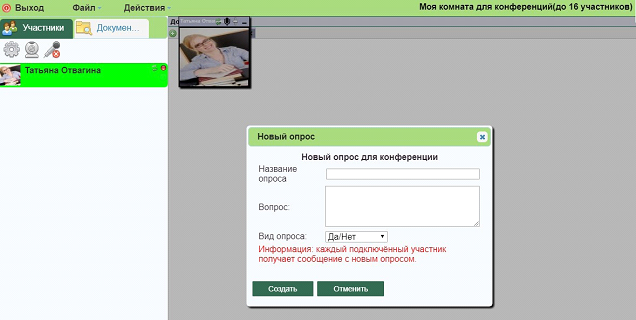 Выход Файл Действия Моя комната для конференций(до 16 участников)
Участники Докумен...
До
Татьяна Отва
Татьяна Отвагина
Новый опрос
Новый опрос для конференции
Название
опроса
Вопрос:
Вид опроса: Да/Нет
Информация: каждый подключённый участник
получает сообщение с новым опросом.
Создать Отменить